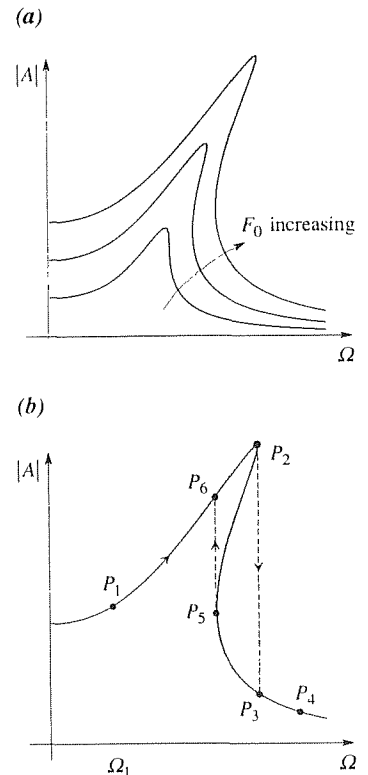 (a)
|A|
F₀ increasing
Ω
(b)
|A|
P₂
P₆
P₁
P₅
P₃
P₄
Ω₁
Ω